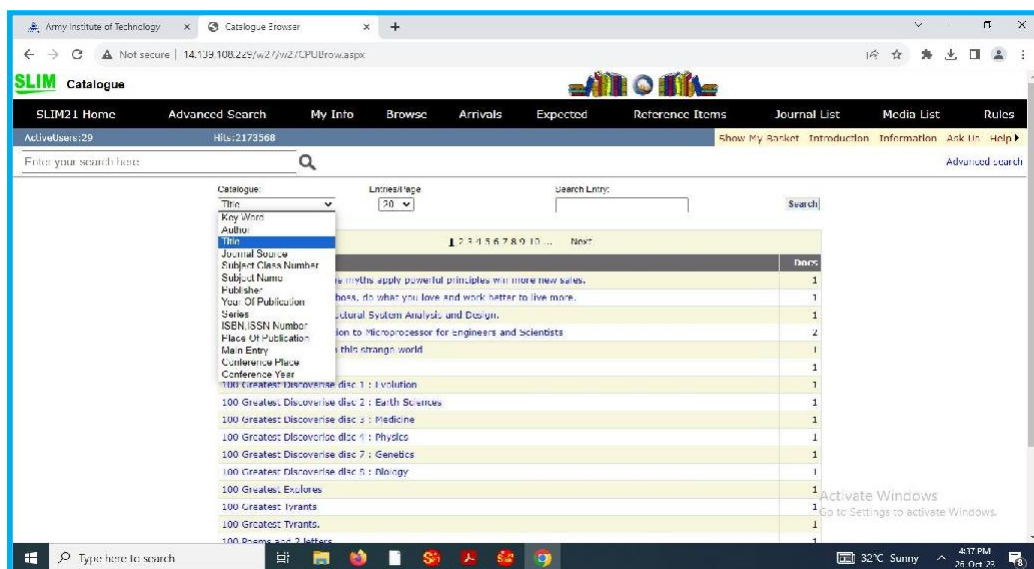 Army Institute of Technology
Catalogue Browser
Not secure | 14.139.108.229/w27/w27CPUBrow.aspx
SLIM Catalogue
SLIM21 Home Advanced Search My Info Browse Arrivals Expected Reference Items Journal List Media List Rules
ActiveUsers:29 Hits:2173568 Show My Basket Introduction Information Ask Us Help
Enter your search here Advanced search
Catalogue: Entries/Page Search Entry:
Title 20 Search
Key Word
Author
Title
1 2 3 4 5 6 7 8 9 10 ... Next
Journal Source
Subject Class Number Docs
Subject Name myths apply powerful principles win more new sales. 1
Publisher boss, do what you love and work better to live more. 1
Year Of Publication
Series ctural System Analysis and Design. 1
ISBN,ISSN Number ion to Microprocessor for Engineers and Scientists 2
Place Of Publication
Main Entry this strange world 1
Conference Place 1
Conference Year
100 Greatest Discoverise disc 1 : Evolution 1
100 Greatest Discoverise disc 2 : Earth Sciences 1
100 Greatest Discoverise disc 3 : Medicine 1
100 Greatest Discoverise disc 4 : Physics 1
100 Greatest Discoverise disc 7 : Genetics 1
100 Greatest Discoverise disc 8 : Biology 1
100 Greatest Explores 1
100 Greatest Tyrants 1
100 Greatest Tyrants. 1
100 Poems and 2 letters 1
Activate Windows
Go to Settings to activate Windows.
Type here to search 32°C Sunny 4:37 PM
26 Oct 23